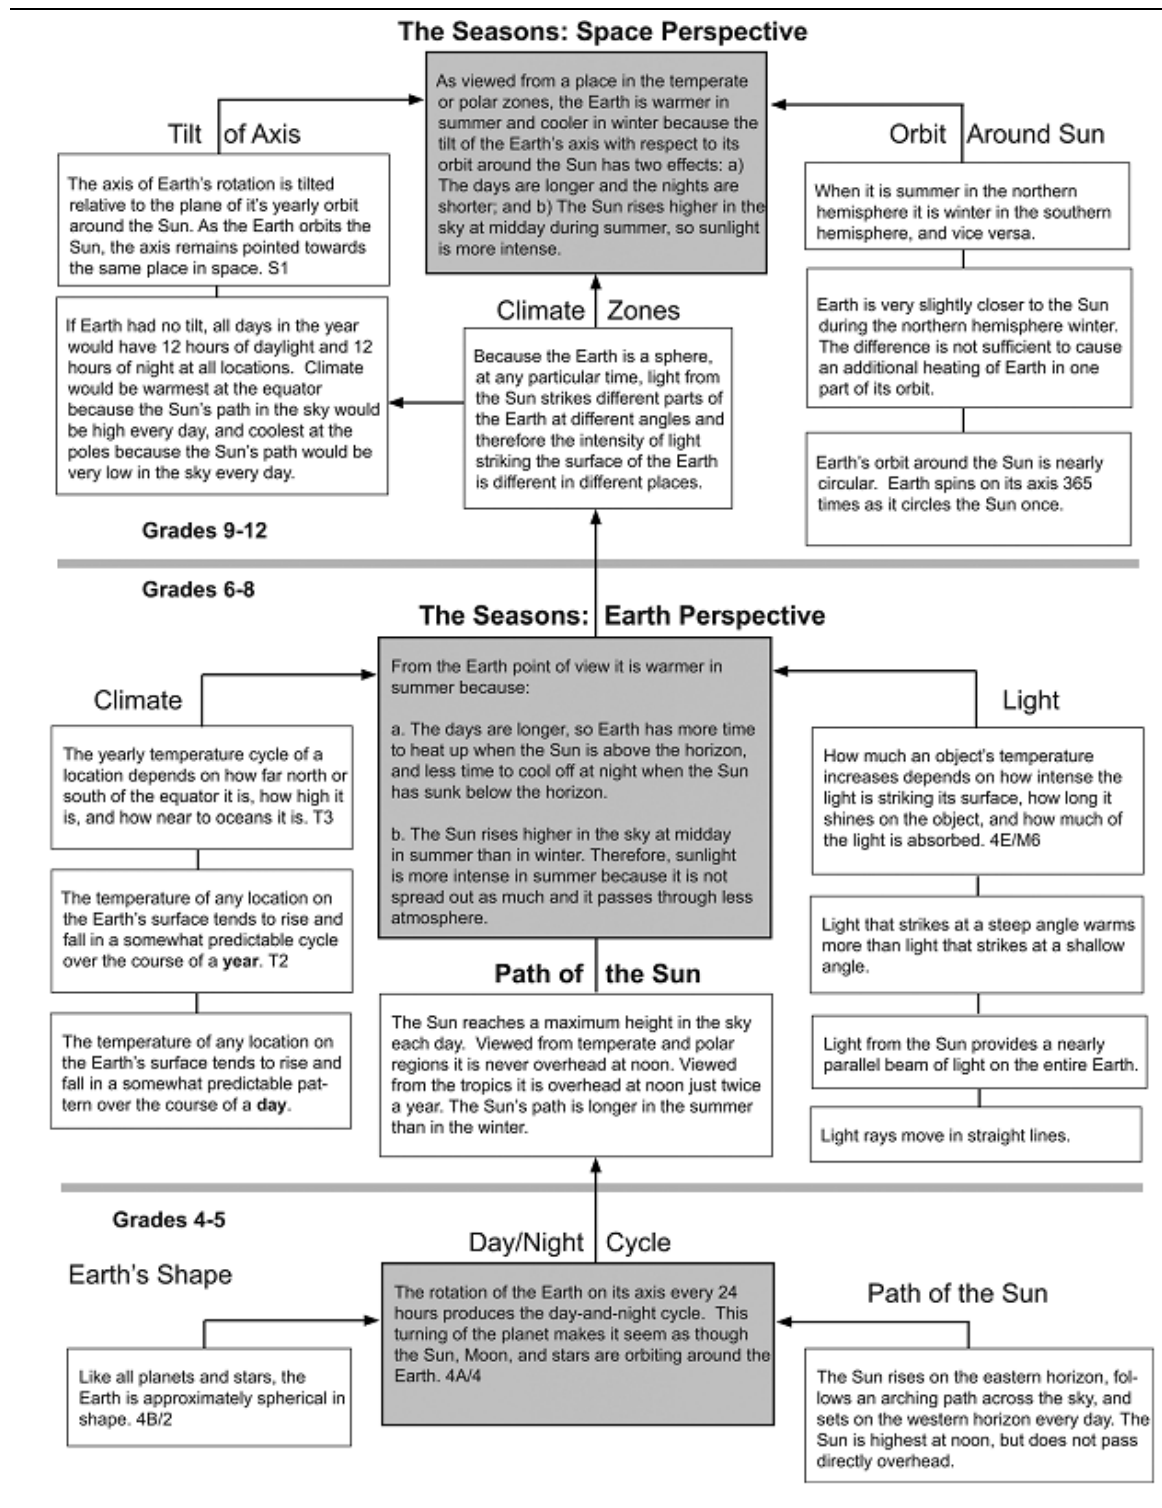 The Seasons: Space Perspective
As viewed from a place in the temperate
or polar zones, the Earth is warmer in
summer and cooler in winter because the
tilt of the Earth's axis with respect to its
orbit around the Sun has two effects: a)
The days are longer and the nights are
shorter; and b) The Sun rises higher in the
sky at midday during summer, so sunlight
is more intense.
Tilt of Axis
The axis of Earth's rotation is tilted
relative to the plane of it's yearly orbit
around the Sun. As the Earth orbits the
Sun, the axis remains pointed towards
the same place in space. S1
If Earth had no tilt, all days in the year
would have 12 hours of daylight and 12
hours of night at all locations. Climate
would be warmest at the equator
because the Sun's path in the sky would
be high every day, and coolest at the
poles because the Sun's path would be
very low in the sky every day.
Climate Zones
Because the Earth is a sphere,
at any particular time, light from
the Sun strikes different parts of
the Earth at different angles and
therefore the intensity of light
striking the surface of the Earth
is different in different places.
Orbit Around Sun
When it is summer in the northern
hemisphere it is winter in the southern
hemisphere, and vice versa.
Earth is very slightly closer to the Sun
during the northern hemisphere winter.
The difference is not sufficient to cause
an additional heating of Earth in one
part of its orbit.
Earth's orbit around the Sun is nearly
circular. Earth spins on its axis 365
times as it circles the Sun once.
Grades 9-12
Grades 6-8
The Seasons: Earth Perspective
From the Earth point of view it is warmer in
summer because:
a. The days are longer, so Earth has more time
to heat up when the Sun is above the horizon,
and less time to cool off at night when the Sun
has sunk below the horizon.
b. The Sun rises higher in the sky at midday
in summer than in winter. Therefore, sunlight
is more intense in summer because it is not
spread out as much and it passes through less
atmosphere.
Climate
The yearly temperature cycle of a
location depends on how far north or
south of the equator it is, how high it
is, and how near to oceans it is. T3
The temperature of any location on
the Earth's surface tends to rise and
fall in a somewhat predictable cycle
over the course of a year. T2
The temperature of any location on
the Earth's surface tends to rise and
fall in a somewhat predictable pat-
tern over the course of a day.
Path of the Sun
The Sun reaches a maximum height in the sky
each day. Viewed from temperate and polar
regions it is never overhead at noon. Viewed
from the tropics it is overhead at noon just twice
a year. The Sun's path is longer in the summer
than in the winter.
Light
How much an object's temperature
increases depends on how intense the
light is striking its surface, how long it
shines on the object, and how much of
the light is absorbed. 4E/M6
Light that strikes at a steep angle warms
more than light that strikes at a shallow
angle.
Light from the Sun provides a nearly
parallel beam of light on the entire Earth.
Light rays move in straight lines.
Grades 4-5
Day/Night Cycle
The rotation of the Earth on its axis every 24
hours produces the day-and-night cycle. This
turning of the planet makes it seem as though
the Sun, Moon, and stars are orbiting around the
Earth. 4A/4
Earth's Shape
Like all planets and stars, the
Earth is approximately spherical in
shape. 4B/2
Path of the Sun
The Sun rises on the eastern horizon, fol-
lows an arching path across the sky, and
sets on the western horizon every day. The
Sun is highest at noon, but does not pass
directly overhead.